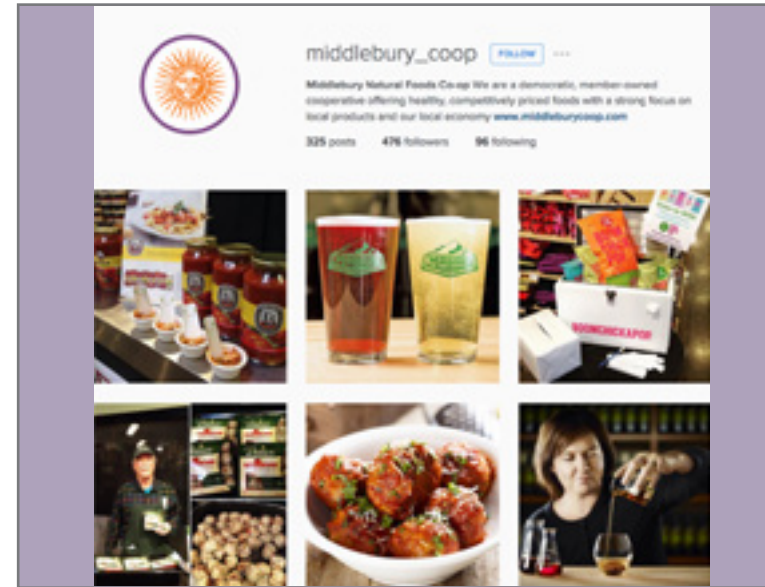 middlebury_coop FOLLOW ...
Middlebury Natural Foods Co-op We are a democratic, member-owned
cooperative offering healthy, competitively priced foods with a strong focus on
local products and our local economy www.middleburycoop.com
325 posts 476 followers 96 following
BOOMCHICKAPOP